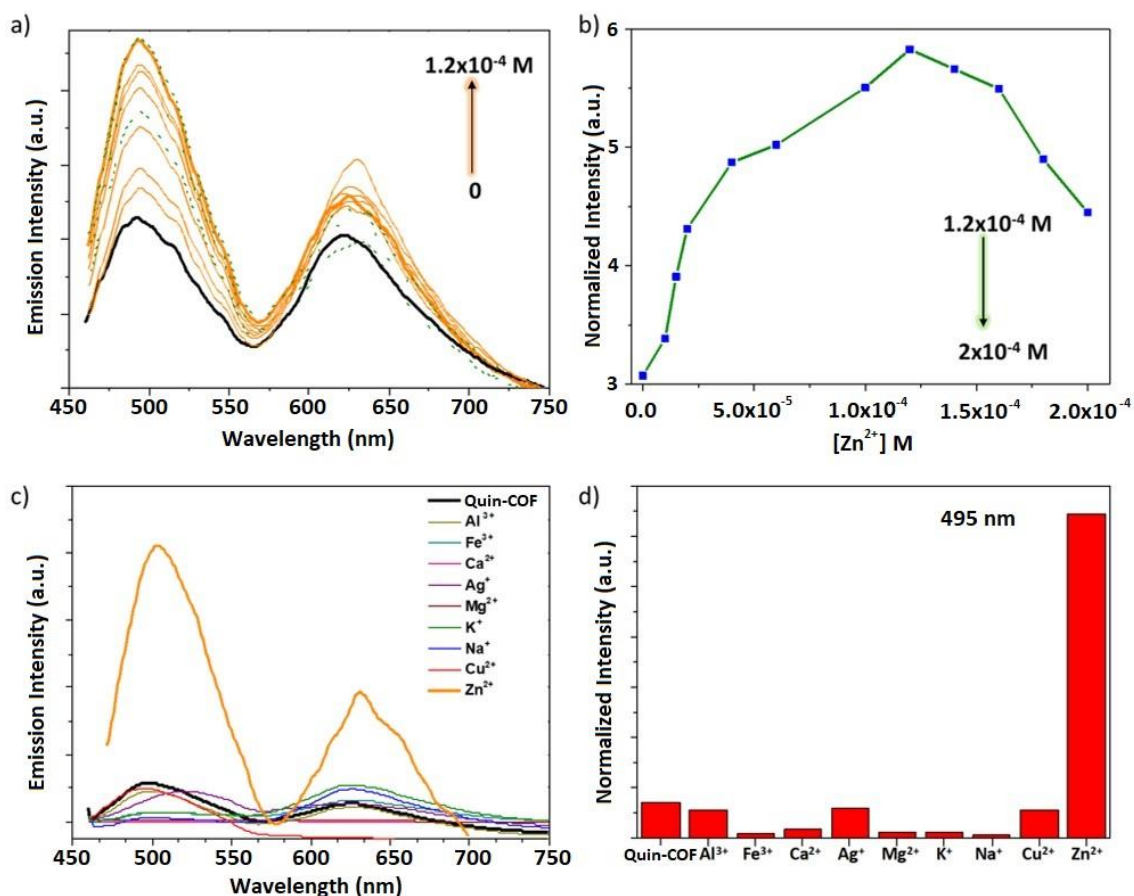 a)
1.2x10⁻⁴ M
0
Emission Intensity (a.u.)
450 500 550 600 650 700 750
Wavelength (nm)
b)
6
5
4
3
Normalized Intensity (a.u.)
1.2x10⁻⁴ M
2x10⁻⁴ M
0.0 5.0x10⁻⁵ 1.0x10⁻⁴ 1.5x10⁻⁴ 2.0x10⁻⁴
[Zn²⁺] M
c)
Emission Intensity (a.u.)
Quin-COF
Al³⁺
Fe³⁺
Ca²⁺
Ag⁺
Mg²⁺
K⁺
Na⁺
Cu²⁺
Zn²⁺
450 500 550 600 650 700 750
Wavelength (nm)
d)
495 nm
Normalized Intensity (a.u.)
Quin-COF Al³⁺ Fe³⁺ Ca²⁺ Ag⁺ Mg²⁺ K⁺ Na⁺ Cu²⁺ Zn²⁺